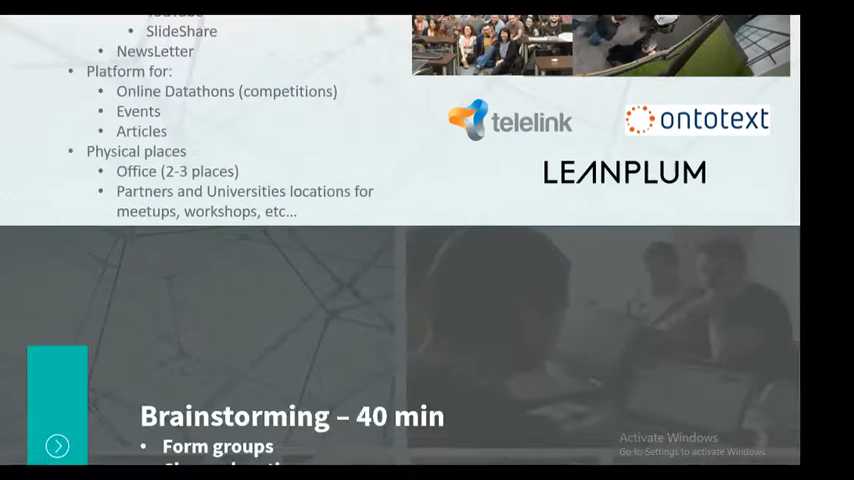 SlideShare
• NewsLetter
• Platform for:
• Online Datathons (competitions)
• Events
• Articles
• Physical places
• Office (2-3 places)
• Partners and Universities locations for
meetups, workshops, etc...
telelink
ontotext
LEANPLUM
Brainstorming – 40 min
• Form groups
Activate Windows
Go to Settings to activate Windows.